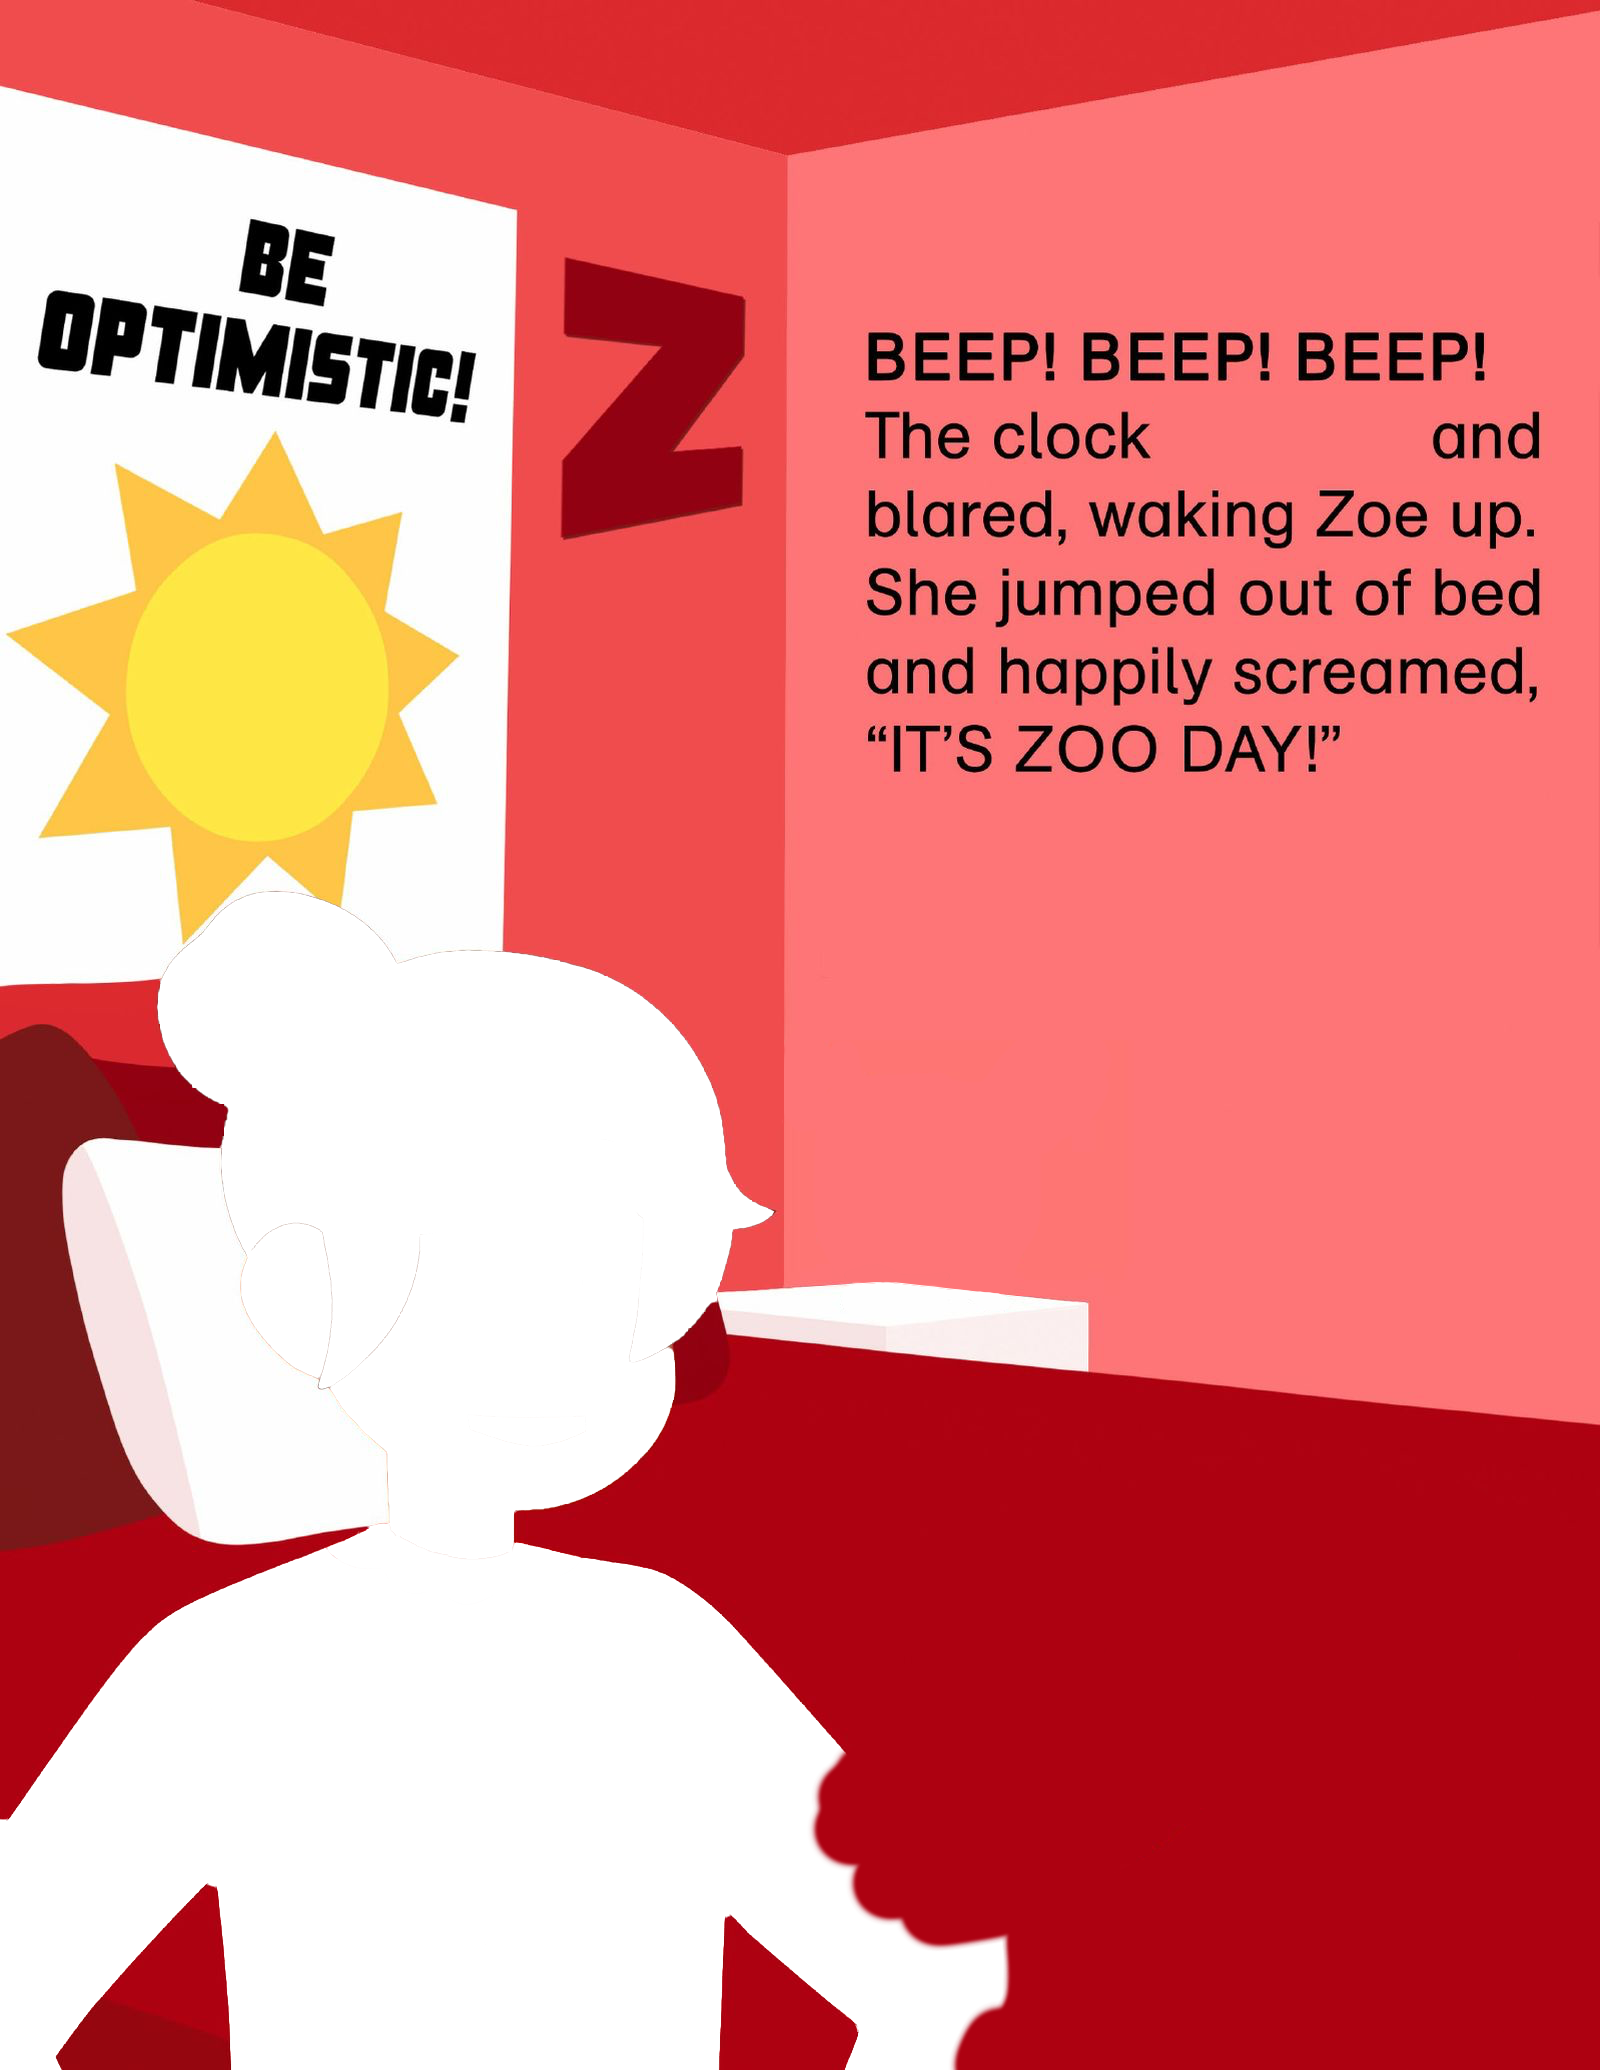 BE
OPTIMISTIC!
Z
BEEP! BEEP! BEEP!
The clock and
blared, waking Zoe up.
She jumped out of bed
and happily screamed,
“IT’S ZOO DAY!”